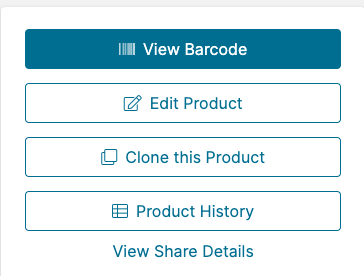 View Barcode
Edit Product
Clone this Product
Product History
View Share Details